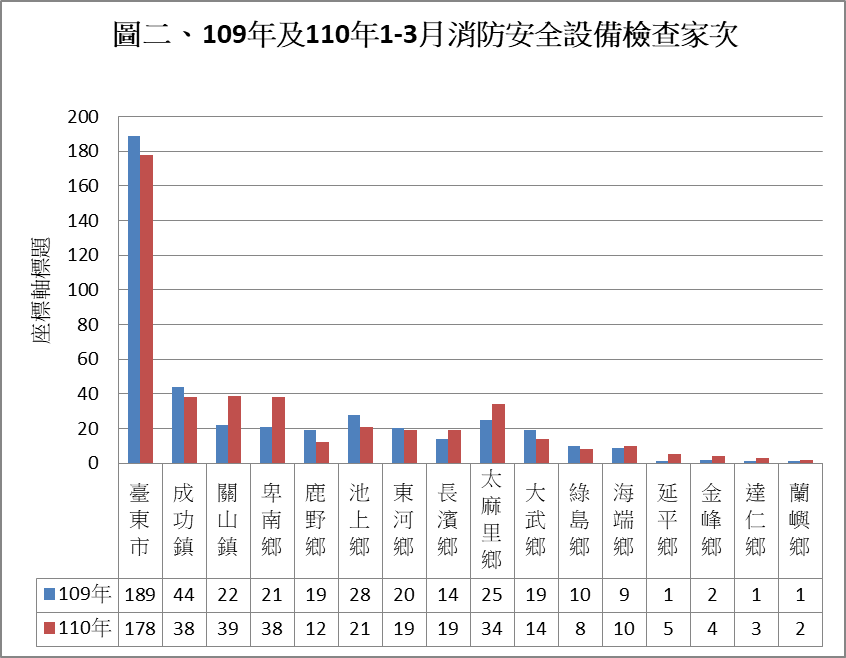 圖二、109年及110年1-3月消防安全設備檢查家次
座標軸標題
200
180
160
140
120
100
80
60
40
20
0
臺東市 成功鎮 關山鎮 卑南鄉 鹿野鄉 池上鄉 東河鄉 長濱鄉 太麻里鄉 大武鄉 綠島鄉 海端鄉 延平鄉 金峰鄉 達仁鄉 蘭嶼鄉
109年 189 44 22 21 19 28 20 14 25 19 10 9 1 2 1 1
110年 178 38 39 38 12 21 19 19 34 14 8 10 5 4 3 2